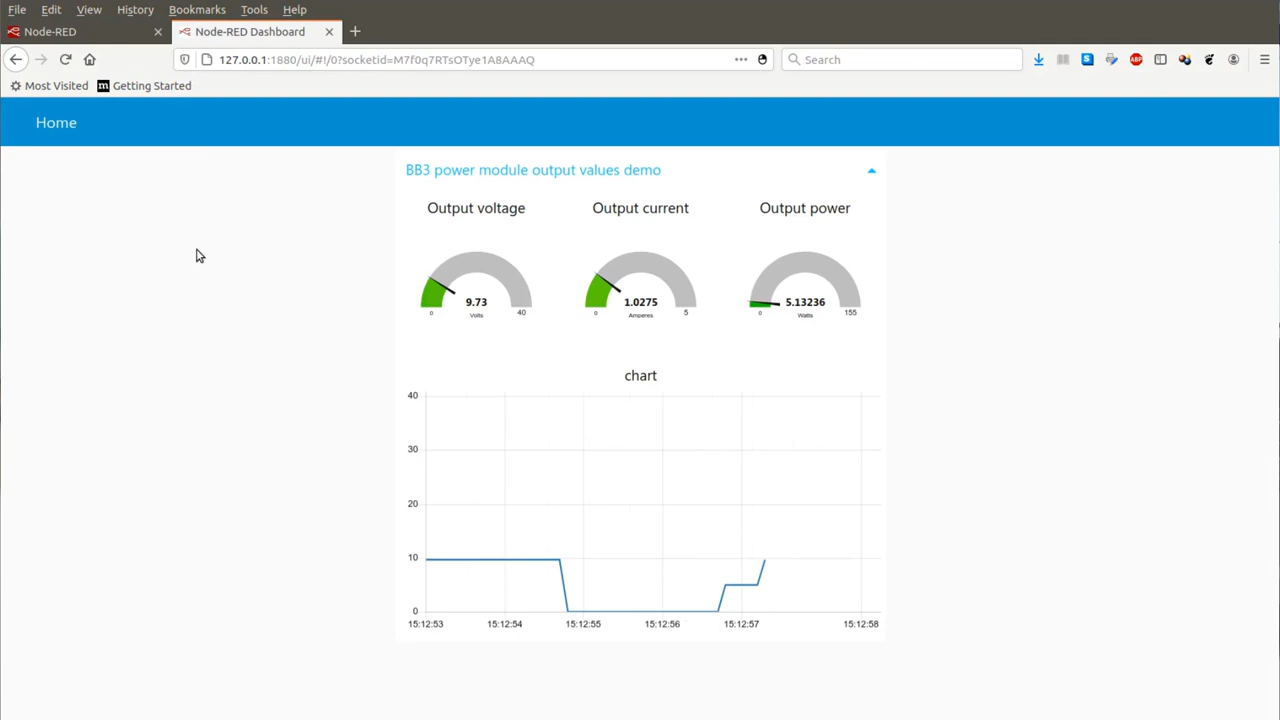 File Edit View History Bookmarks Tools Help
Node-RED
Node-RED Dashboard
127.0.0.1:1880/ui/#!/0?socketid=M7f0q7RTsOTye1A8AAAQ
Search
Most Visited
Getting Started
Home
BB3 power module output values demo
Output voltage Output current Output power
9.73 1.0275 5.13236
0 Volts 40 0 Amperes 5 0 Watts 155
chart
40
30
20
10
0
15:12:53 15:12:54 15:12:55 15:12:56 15:12:57 15:12:58